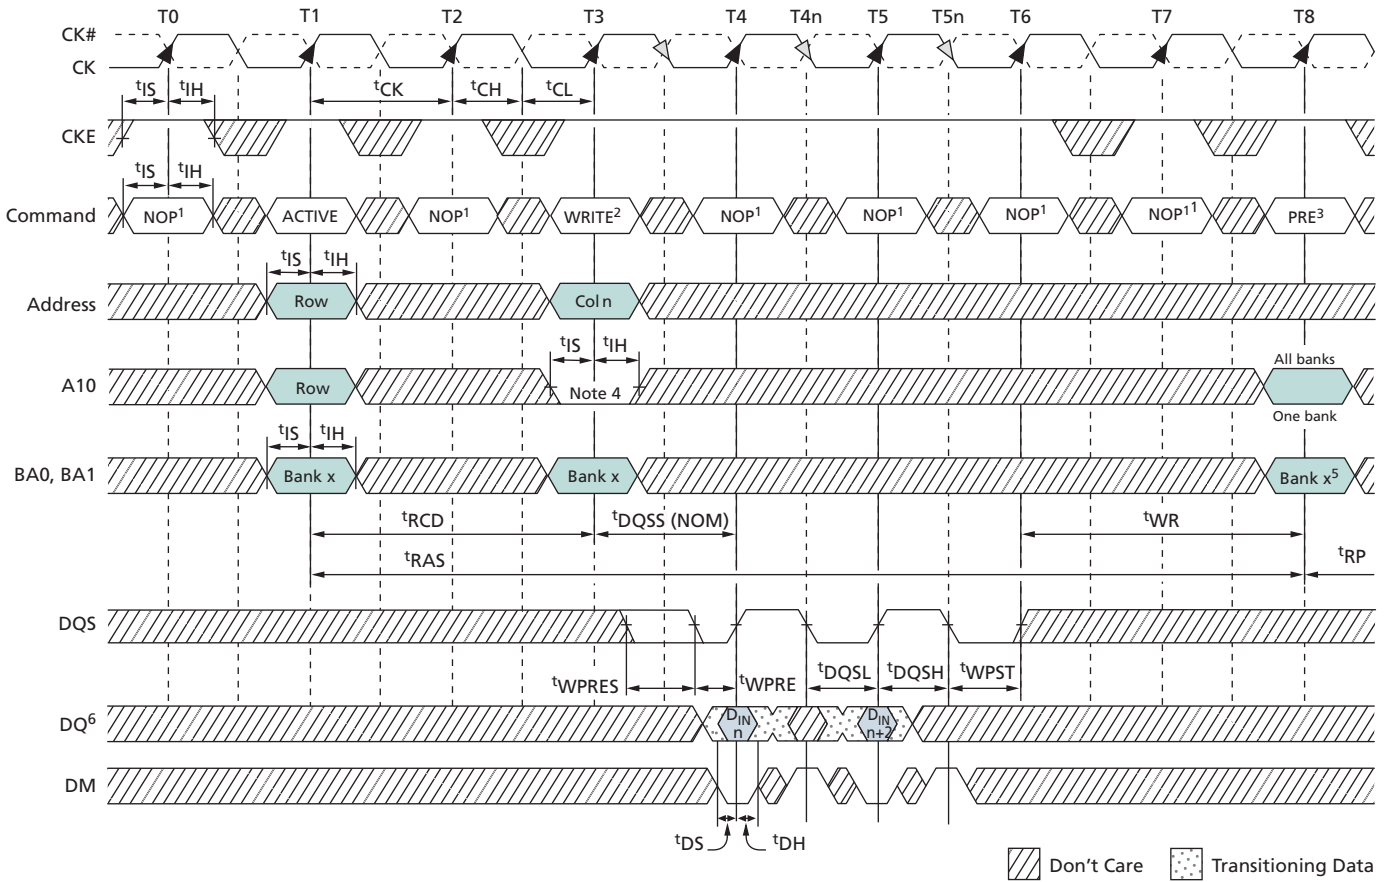 T0 T1 T2 T3 T4 T4n T5 T5n T6 T7 T8
CK#
CK
tIS tIH tCK tCH tCL
CKE
tIS tIH
Command NOP1 ACTIVE NOP1 WRITE2 NOP1 NOP1 NOP1 NOP11 PRE3
tIS tIH
Address Row Col n
tIS tIH
All banks
A10 Row Note 4
One bank
tIS tIH
BA0, BA1 Bank x Bank x Bank x5
tRCD tDQSS (NOM) tWR
tRAS tRP
DQS
tWPRES tWPRE tDQSL tDQSH tWPST
DQ6 DIN n DIN n+2
DM
tDS tDH
Don't Care Transitioning Data